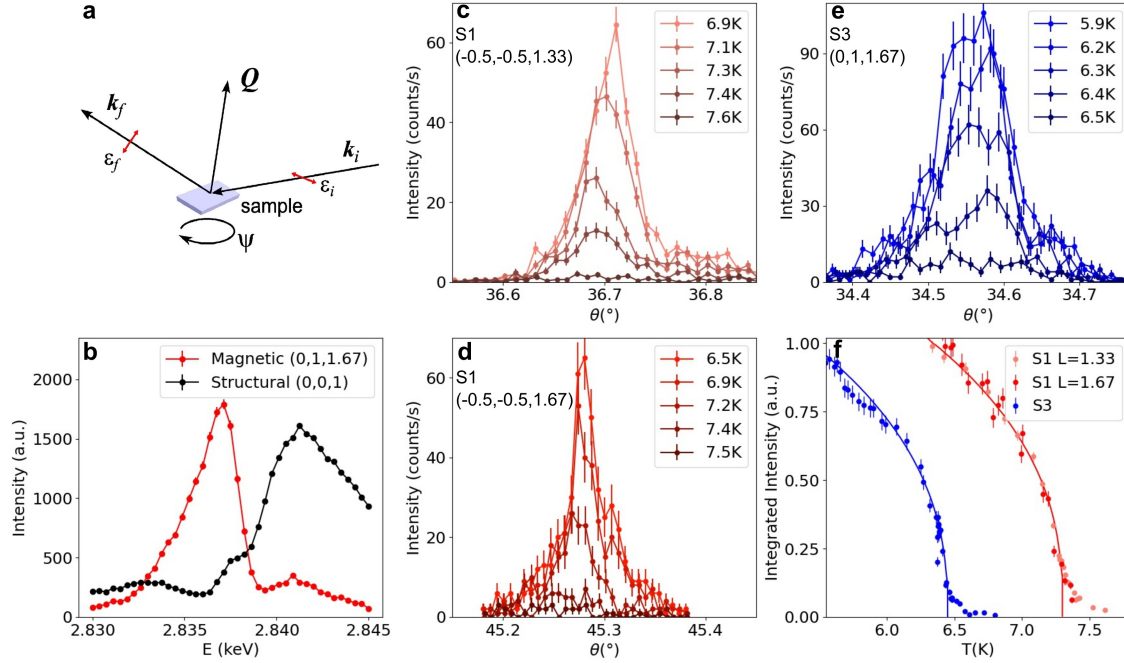 a
Q
k_f
ε_f
k_i
ε_i
sample
ψ
b
Magnetic (0,1,1.67)
Structural (0,0,1)
Intensity (a.u.)
2000
1500
1000
500
0
2.830
2.835
2.840
2.845
E (keV)
c
S1
(-0.5,-0.5,1.33)
6.9K
7.1K
7.3K
7.4K
7.6K
Intensity (counts/s)
60
40
20
0
36.6
36.7
36.8
θ(°)
d
S1
(-0.5,-0.5,1.67)
6.5K
6.9K
7.2K
7.4K
7.5K
Intensity (counts/s)
60
40
20
0
45.2
45.3
45.4
θ(°)
e
S3
(0,1,1.67)
5.9K
6.2K
6.3K
6.4K
6.5K
Intensity (counts/s)
90
60
30
0
34.4
34.5
34.6
34.7
θ(°)
f
S1 L=1.33
S1 L=1.67
S3
Integrated Intensity (a.u.)
1.00
0.75
0.50
0.25
0.00
6.0
6.5
7.0
7.5
T(K)